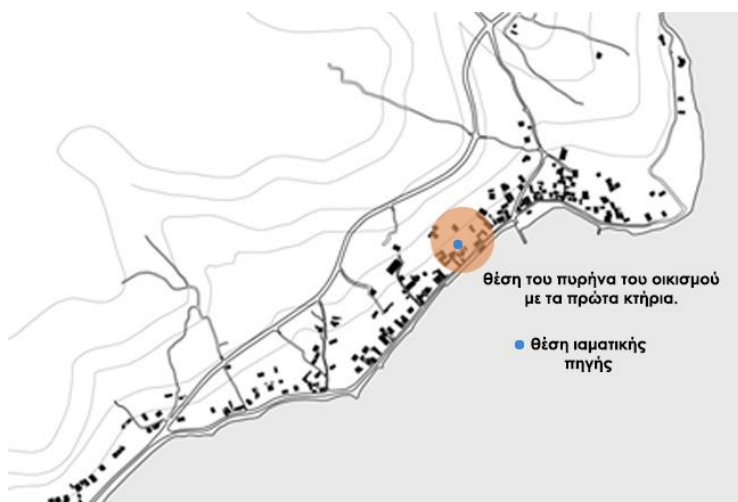 θέση του πυρήνα του οικισμού
με τα πρώτα κτήρια.
θέση ιαματικής
πηγής